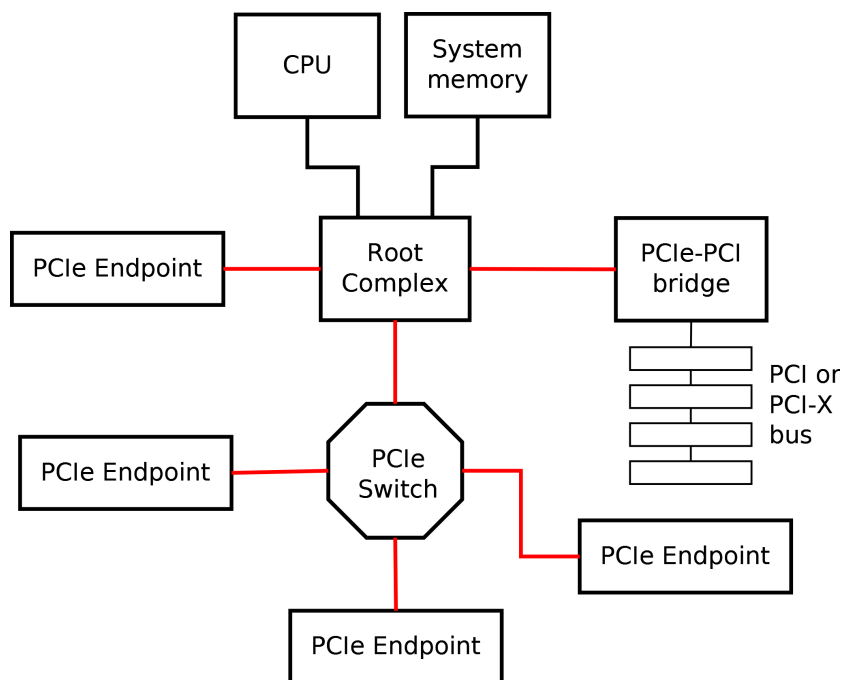 CPU
System
memory
PCIe Endpoint
Root
Complex
PCIe-PCI
bridge
PCI or
PCI-X
bus
PCIe Endpoint
PCIe
Switch
PCIe Endpoint
PCIe Endpoint